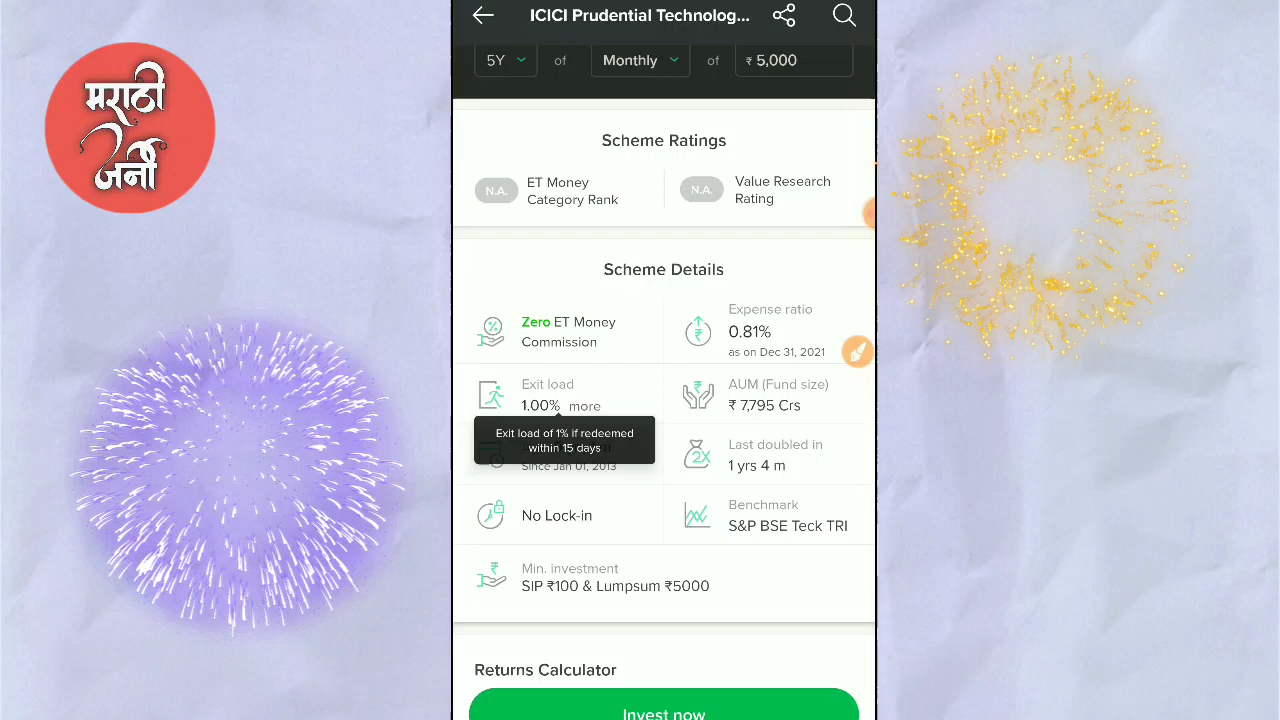 मराठी
जनी
ICICI Prudential Technolog...
5Y of Monthly of ₹ 5,000
Scheme Ratings
N.A. ET Money
Category Rank
N.A. Value Research
Rating
Scheme Details
Zero ET Money
Commission
Expense ratio
0.81%
as on Dec 31, 2021
Exit load
1.00% more
AUM (Fund size)
₹ 7,795 Crs
Exit load of 1% if redeemed
within 15 days
Since Jan 01, 2013
Last doubled in
2X
1 yrs 4 m
No Lock-in
Benchmark
S&P BSE Teck TRI
Min. investment
SIP ₹100 & Lumpsum ₹5000
Returns Calculator
Invest now